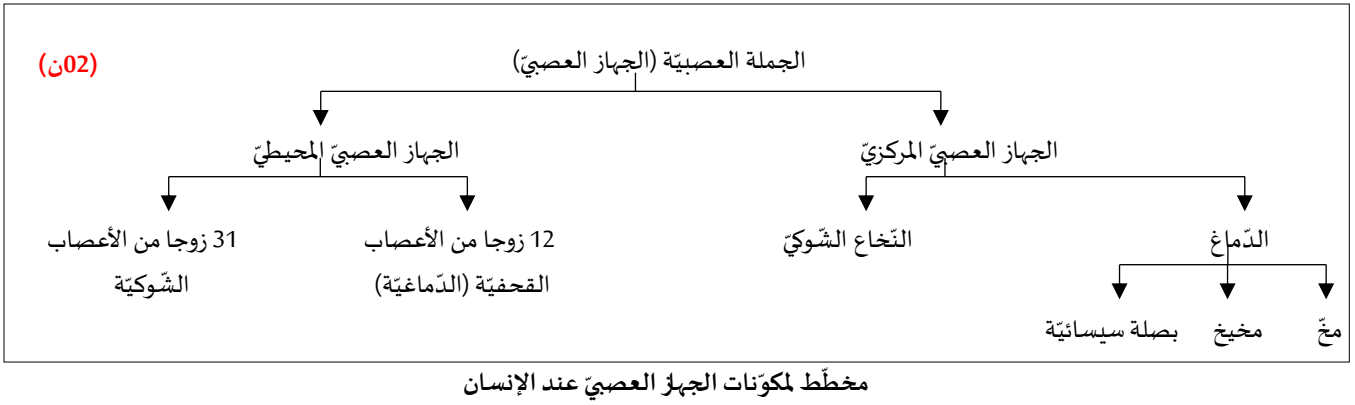 الجملة العصبيّة (الجهاز العصبيّ)
(02ن)
الجهاز العصبيّ المركزيّ
الجهاز العصبيّ المحيطيّ
الدّماغ
النّخاع الشّوكيّ
12 زوجا من الأعصاب
القحفيّة (الدّماغيّة)
31 زوجا من الأعصاب
الشّوكيّة
مخّ
مخيخ
بصلة سيسائيّة
مخطّط لمكوّنات الجهاز العصبيّ عند الإنسان